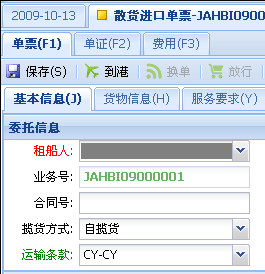 2009-10-13 散货进口单票-JAHBI0900
单票(F1) 单证(F2) 费用(F3)
保存(S) 到港 换单 放行
基本信息(J) 货物信息(H) 服务要求(Y)
委托信息
租船人:
业务号: JAHBI09000001
合同号:
揽货方式: 自揽货
运输条款: CY-CY